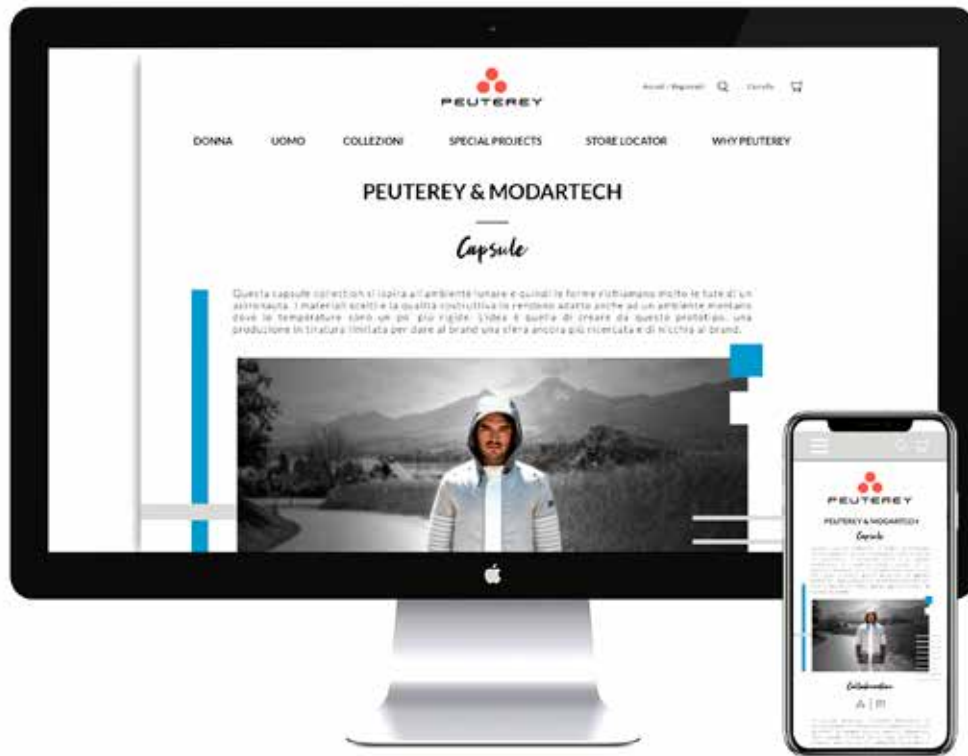 PEUTEREY
Accedi / Registrati Carrello
DONNA UOMO COLLEZIONI SPECIAL PROJECTS STORE LOCATOR WHY PEUTEREY
PEUTEREY & MODARTECH
Capsule
Questa capsule collection si ispira all'ambiente lunare e quindi le forme richiamano molto le tute di un
astronauta. I materiali scelti e la qualità costruttiva lo rendono adatto anche ad un ambiente montano
dove le temperature sono un po' più rigide. L'idea è quella di creare da questo prototipo, una
produzione in tiratura limitata per dare al brand una sfera ancora più ricercata e di nicchia al brand.
PEUTEREY
PEUTEREY & MODARTECH
Capsule
Collaboration